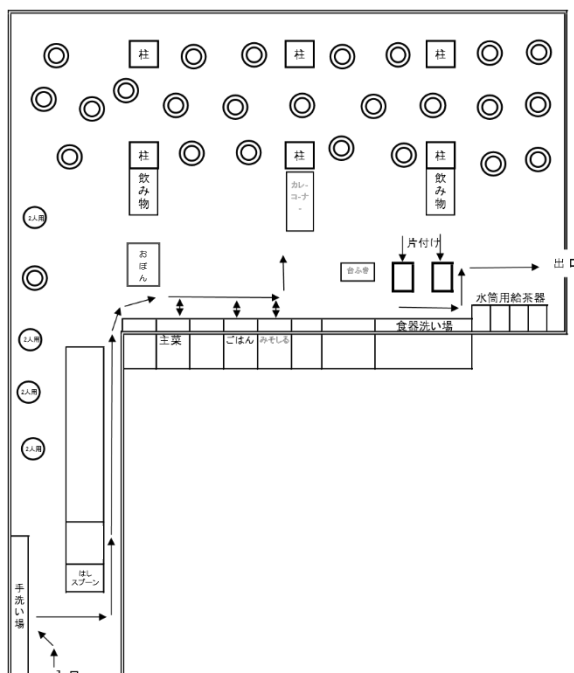 柱
柱
柱
柱
柱
柱
飲み物
カレーコーナー
飲み物
2人用
おぼん
台ふき
片付け
出口
水筒用給茶器
食器洗い場
主菜
ごはん
みそしる
2人用
2人用
2人用
はし
スプーン
手洗い場